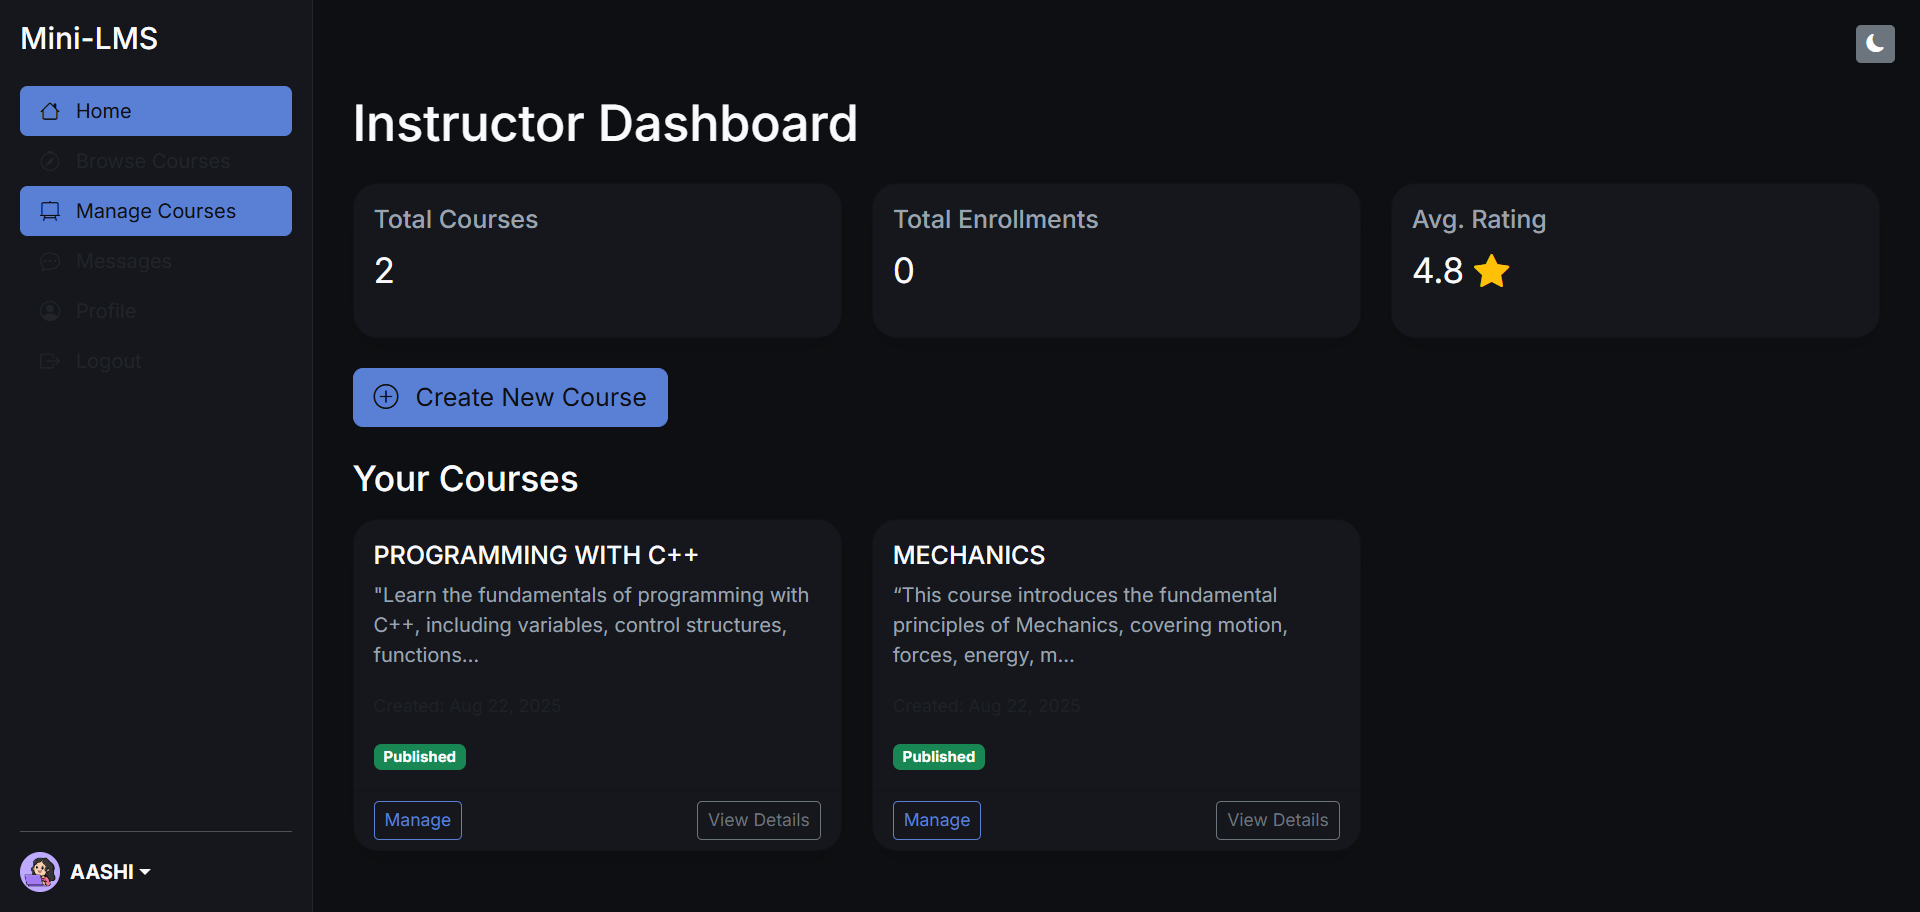 Mini-LMS
Home
Browse Courses
Manage Courses
Messages
Profile
Logout
AASHI
Instructor Dashboard
Total Courses
2
Total Enrollments
0
Avg. Rating
4.8
Create New Course
Your Courses
PROGRAMMING WITH C++
"Learn the fundamentals of programming with
C++, including variables, control structures,
functions...
Created: Aug 22, 2025
Published
Manage
View Details
MECHANICS
“This course introduces the fundamental
principles of Mechanics, covering motion,
forces, energy, m...
Created: Aug 22, 2025
Published
Manage
View Details